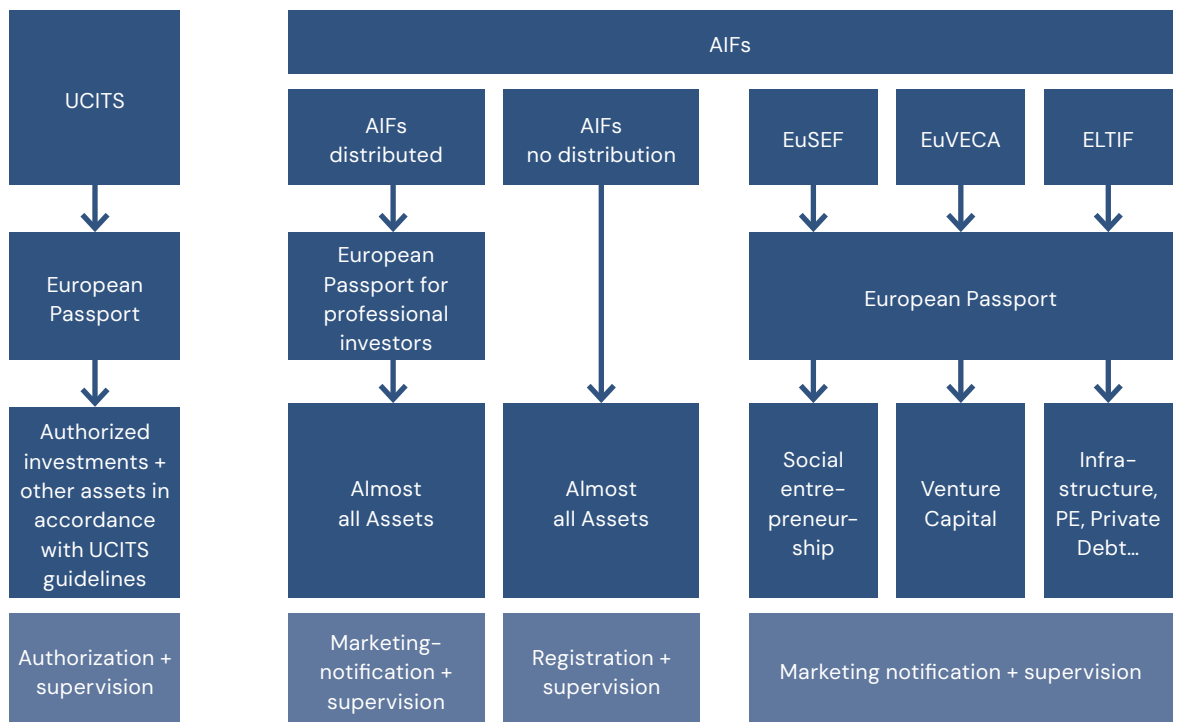 UCITS
AIFs
AIFs
distributed
AIFs
no distribution
EuSEF
EuVECA
ELTIF
European
Passport
European
Passport for
professional
investors
European Passport
Authorized
investments +
other assets in
accordance
with UCITS
guidelines
Almost
all Assets
Almost
all Assets
Social
entre-
preneur-
ship
Venture
Capital
Infra-
structure,
PE, Private
Debt...
Authorization +
supervision
Marketing-
notification +
supervision
Registration +
supervision
Marketing notification + supervision